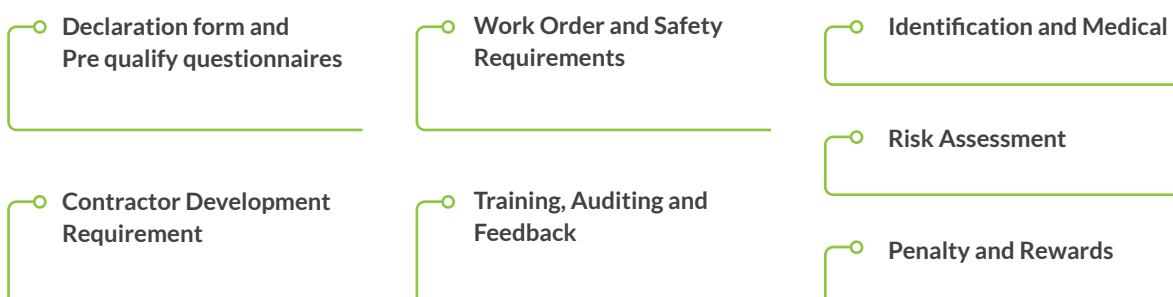 Declaration form and
Pre qualify questionnaires
Work Order and Safety
Requirements
Identification and Medical
Risk Assessment
Contractor Development
Requirement
Training, Auditing and
Feedback
Penalty and Rewards